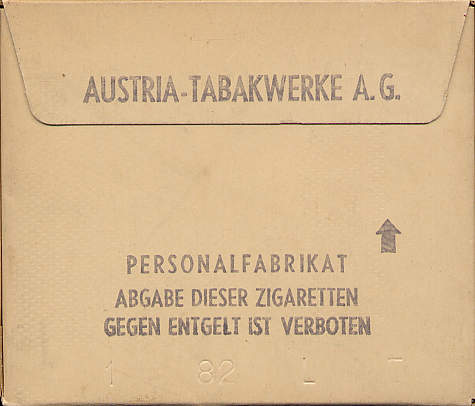 AUSTRIA-TABAKWERKE A.G.
PERSONALFABRIKAT
ABGABE DIESER ZIGARETTEN
GEGEN ENTGELT IST VERBOTEN
1 82 L T